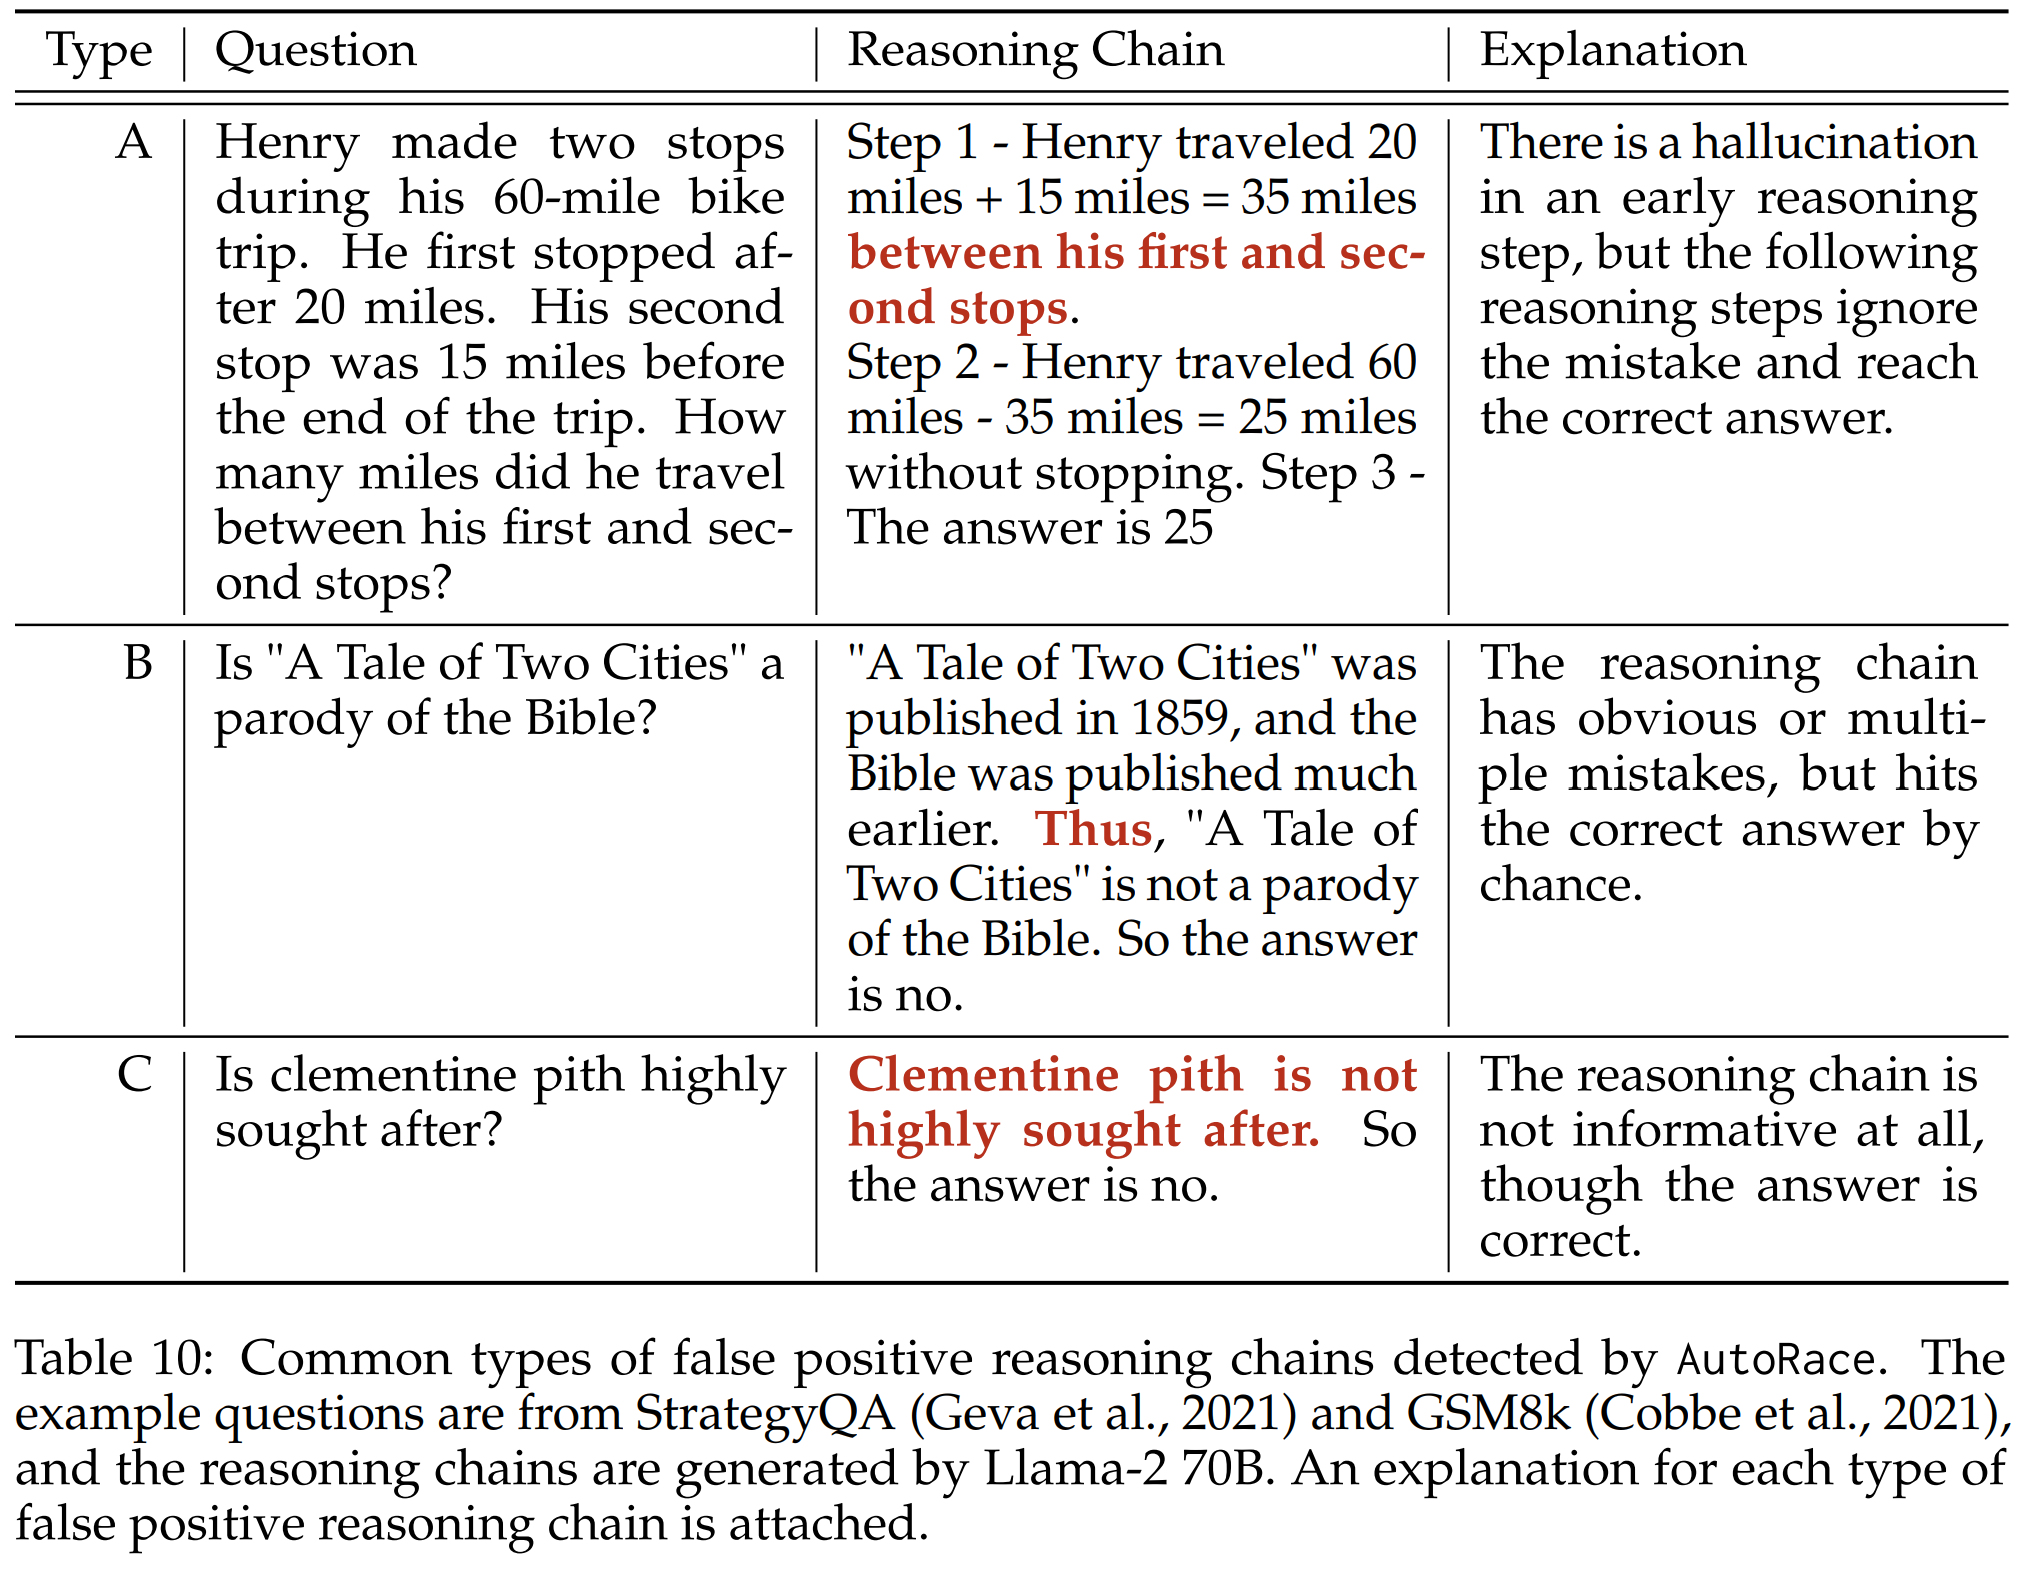 Type Question Reasoning Chain Explanation
A
Henry made two stops
during his 60-mile bike
trip. He first stopped af-
ter 20 miles. His second
stop was 15 miles before
the end of the trip. How
many miles did he travel
between his first and sec-
ond stops?
Step 1 - Henry traveled 20
miles + 15 miles = 35 miles
between his first and sec-
ond stops.
Step 2 - Henry traveled 60
miles - 35 miles = 25 miles
without stopping. Step 3 -
The answer is 25
There is a hallucination
in an early reasoning
step, but the following
reasoning steps ignore
the mistake and reach
the correct answer.
B
Is "A Tale of Two Cities" a
parody of the Bible?
"A Tale of Two Cities" was
published in 1859, and the
Bible was published much
earlier. Thus, "A Tale of
Two Cities" is not a parody
of the Bible. So the answer
is no.
The reasoning chain
has obvious or multi-
ple mistakes, but hits
the correct answer by
chance.
C
Is clementine pith highly
sought after?
Clementine pith is not
highly sought after. So
the answer is no.
The reasoning chain is
not informative at all,
though the answer is
correct.
Table 10: Common types of false positive reasoning chains detected by AutoRace. The
example questions are from StrategyQA (Geva et al., 2021) and GSM8k (Cobbe et al., 2021),
and the reasoning chains are generated by Llama-2 70B. An explanation for each type of
false positive reasoning chain is attached.